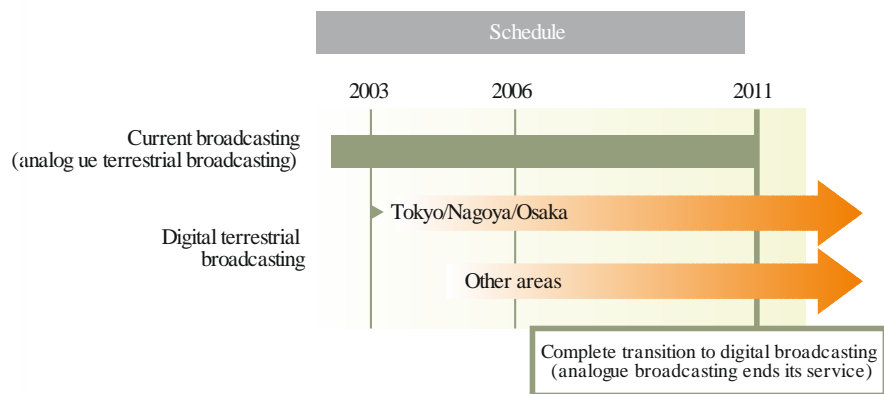 Schedule
2003 2006 2011
Current broadcasting
(analog ue terrestrial broadcasting)
Tokyo/Nagoya/Osaka
Digital terrestrial
broadcasting
Other areas
Complete transition to digital broadcasting
(analogue broadcasting ends its service)